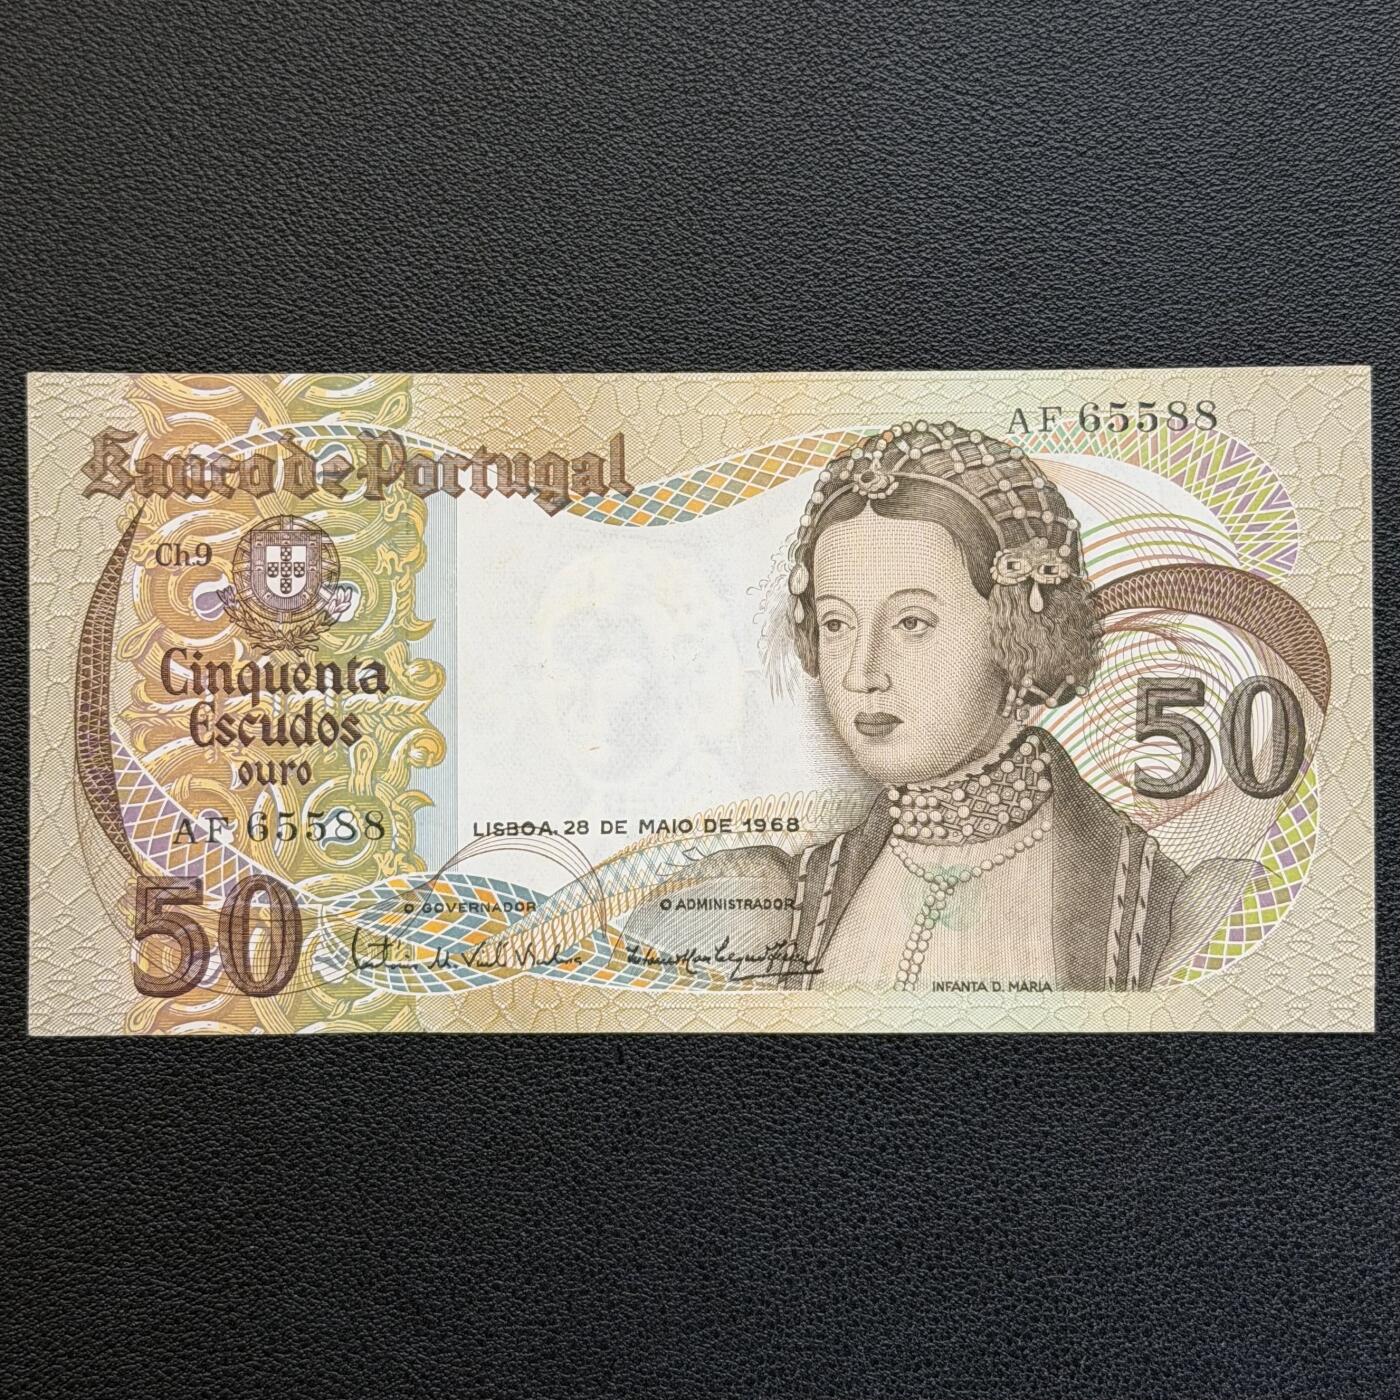 AF 65588
Banco de Portugal
Ch.9
Cinquenta
Escudos
ouro
AF 65588
LISBOA, 28 DE MAIO DE 1968
50
50
O GOVERNADOR
O ADMINISTRADOR
INFANTA D. MARIA